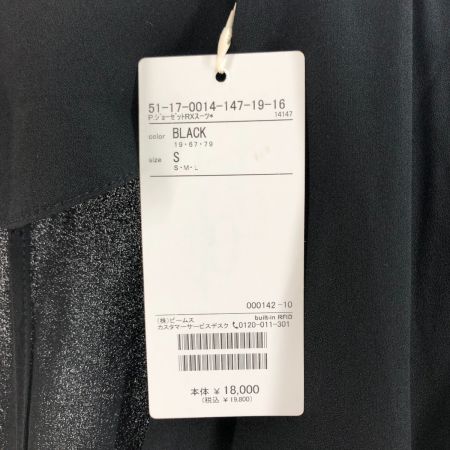 51-17-0014-147-19-16
P.ジョーゼットRXスーツ* 14147
color BLACK
19・67・79
size S
S・M・L
000142-10
(株)ビームス built-in RFID
カスタマーサービスデスク 0120-011-301
本体 ¥ 18,000
(税込 ¥ 19,800)